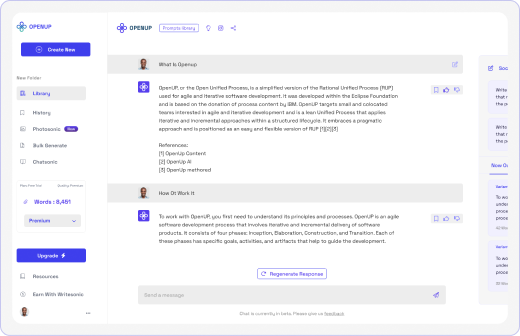 OPENUP
Create New
New Folder
Library
History
Photosonic
Bulk Generate
Chatsonic
Words : 8,451
Premium
Upgrade
Resources
Earn With Writesonic
OPENUP
Prompts library
What is Openup
OpenUP, or the Open Unified Process, is a simplified version of the Rational Unified Process (RUP)
used for agile and iterative software development. It was developed within the Eclipse Foundation
and is based on the donation of process content by IBM. OpenUP targets small and colocated
teams interested in agile and iterative development and is a Lean Unified Process that applies
iterative and incremental approaches within a structured lifecycle. It embraces a pragmatic
approach and is positioned as an easy and flexible version of RUP [1][2][3]
References:
[1] OpenUp Content
[2] OpenUp AI
[3] OpenUp methored
How Ot Work It
To work with OpenUP, you first need to understand its principles and processes. OpenUP is an agile
software development process that involves iterative and incremental delivery of software
products. It consists of four phases: Inception, Elaboration, Construction, and Transition. Each of
these phases has specific goals, activities, and artifacts that help to guide the development.
Regenerate Response
Send a message
Chat is currently in beta. Please give us feedback
Soc
Write
that r
the m
Write
that r
New Ge